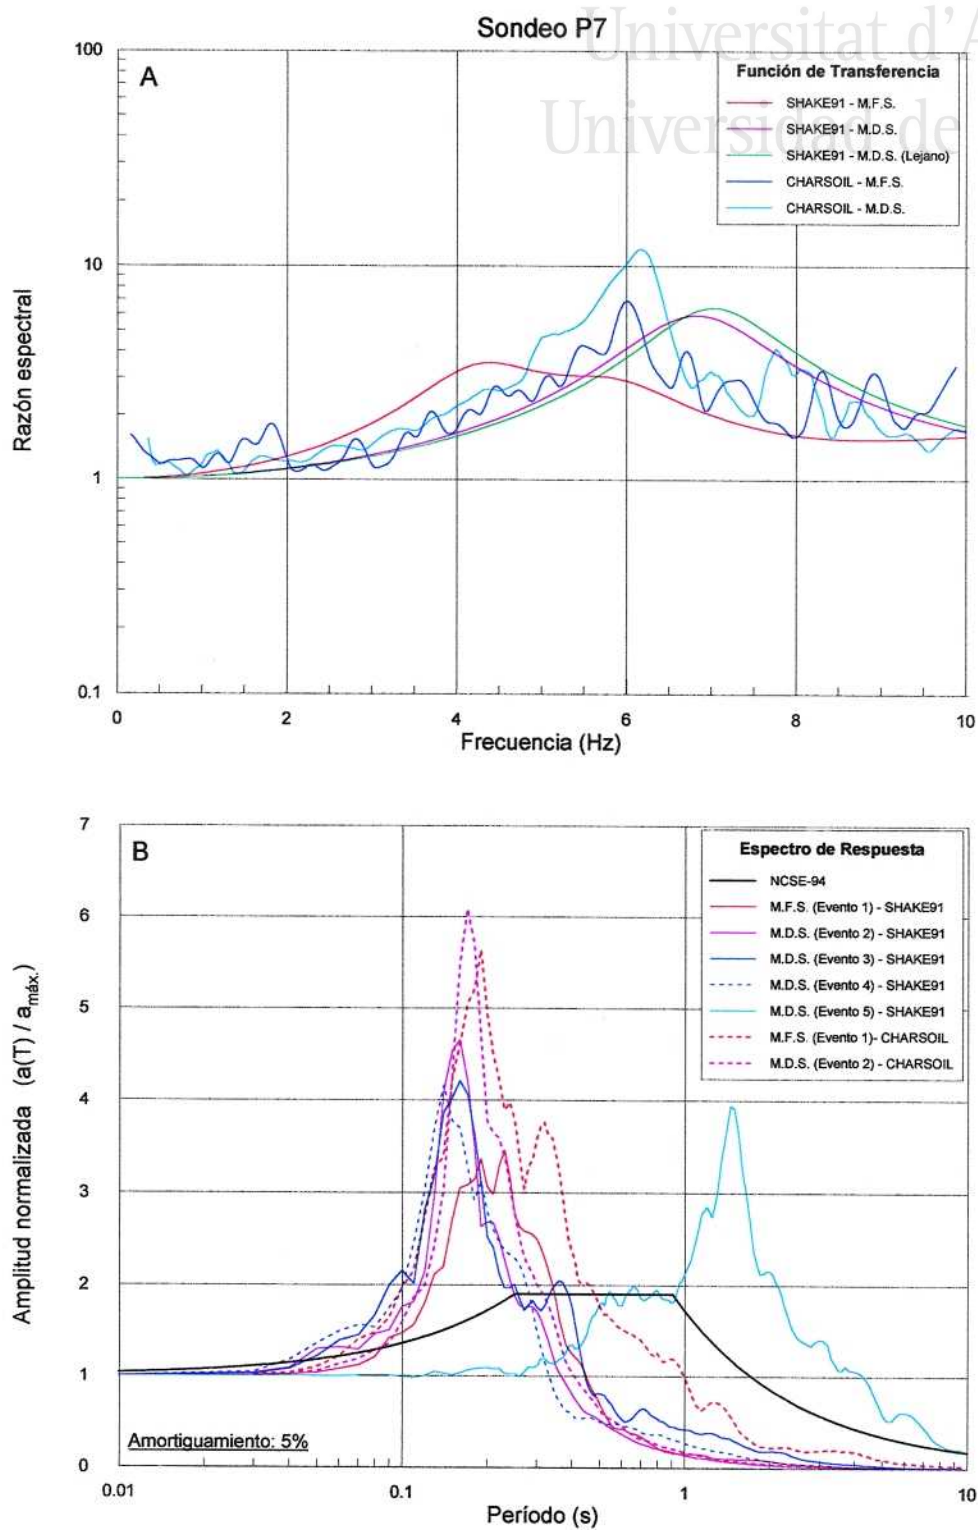 Sondeo P7
Universitat d'A
Universidad de
100
10
1
0.1
A
Función de Transferencia
SHAKE91 - M.F.S.
SHAKE91 - M.D.S.
SHAKE91 - M.D.S. (Lejano)
CHARSOIL - M.F.S.
CHARSOIL - M.D.S.
Razón espectral
0 2 4 6 8 10
Frecuencia (Hz)
7
6
5
4
3
2
1
0
B
Espectro de Respuesta
NCSE-94
M.F.S. (Evento 1) - SHAKE91
M.D.S. (Evento 2) - SHAKE91
M.D.S. (Evento 3) - SHAKE91
M.D.S. (Evento 4) - SHAKE91
M.D.S. (Evento 5) - SHAKE91
M.F.S. (Evento 1)- CHARSOIL
M.D.S. (Evento 2) - CHARSOIL
Amplitud normalizada (a(T) / amáx.)
Amortiguamiento: 5%
0.01 0.1 1 10
Período (s)